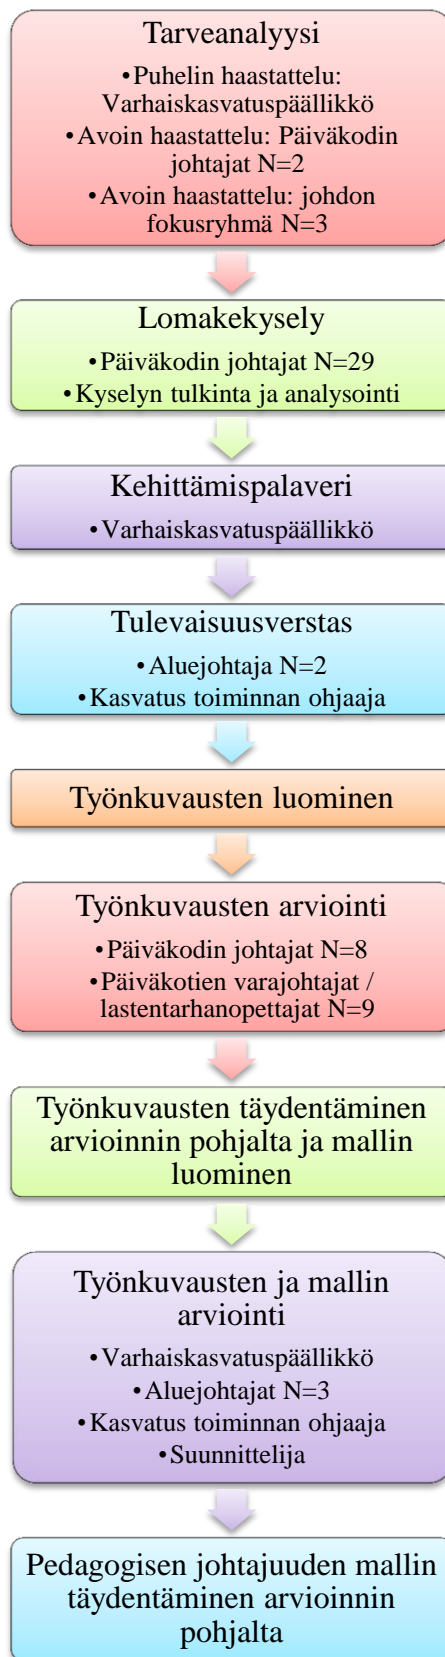 Tarveanalyysi
•Puhelin haastattelu:
Varhaiskasvatuspäällikkö
•Avoin haastattelu: Päiväkodin
johtajat N=2
•Avoin haastattelu: johdon
fokusryhmä N=3
Lomakekysely
•Päiväkodin johtajat N=29
•Kyselyn tulkinta ja analysointi
Kehittämispalaveri
•Varhaiskasvatuspäällikkö
Tulevaisuusverstas
•Aluejohtaja N=2
•Kasvatus toiminnan ohjaaja
Työnkuvausten luominen
Työnkuvausten arviointi
•Päiväkodin johtajat N=8
•Päiväkotien varajohtajat /
lastentarhanopettajat N=9
Työnkuvausten täydentäminen
arvioinnin pohjalta ja mallin
luominen
Työnkuvausten ja mallin
arviointi
•Varhaiskasvatuspäällikkö
•Aluejohtajat N=3
•Kasvatus toiminnan ohjaaja
•Suunnittelija
Pedagogisen johtajuuden mallin
täydentäminen arvioinnin
pohjalta